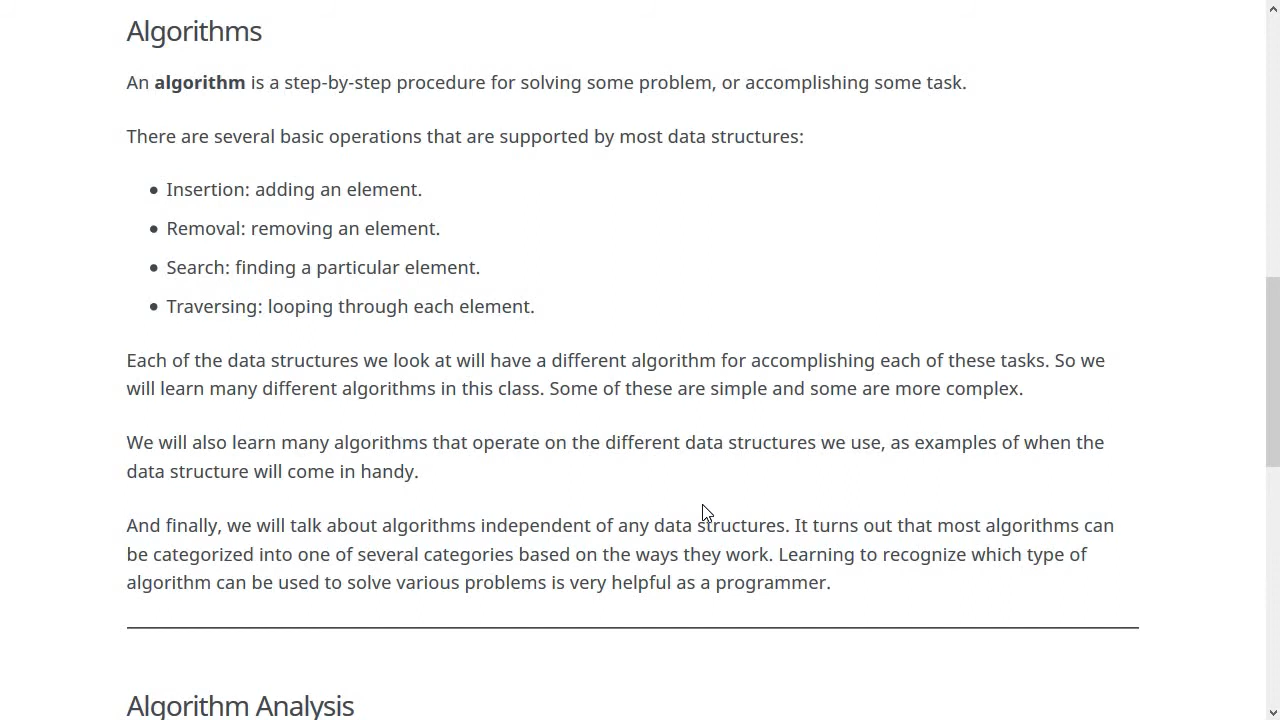 Algorithms
An algorithm is a step-by-step procedure for solving some problem, or accomplishing some task.
There are several basic operations that are supported by most data structures:
Insertion: adding an element.
Removal: removing an element.
Search: finding a particular element.
Traversing: looping through each element.
Each of the data structures we look at will have a different algorithm for accomplishing each of these tasks. So we
will learn many different algorithms in this class. Some of these are simple and some are more complex.
We will also learn many algorithms that operate on the different data structures we use, as examples of when the
data structure will come in handy.
And finally, we will talk about algorithms independent of any data structures. It turns out that most algorithms can
be categorized into one of several categories based on the ways they work. Learning to recognize which type of
algorithm can be used to solve various problems is very helpful as a programmer.
Algorithm Analysis